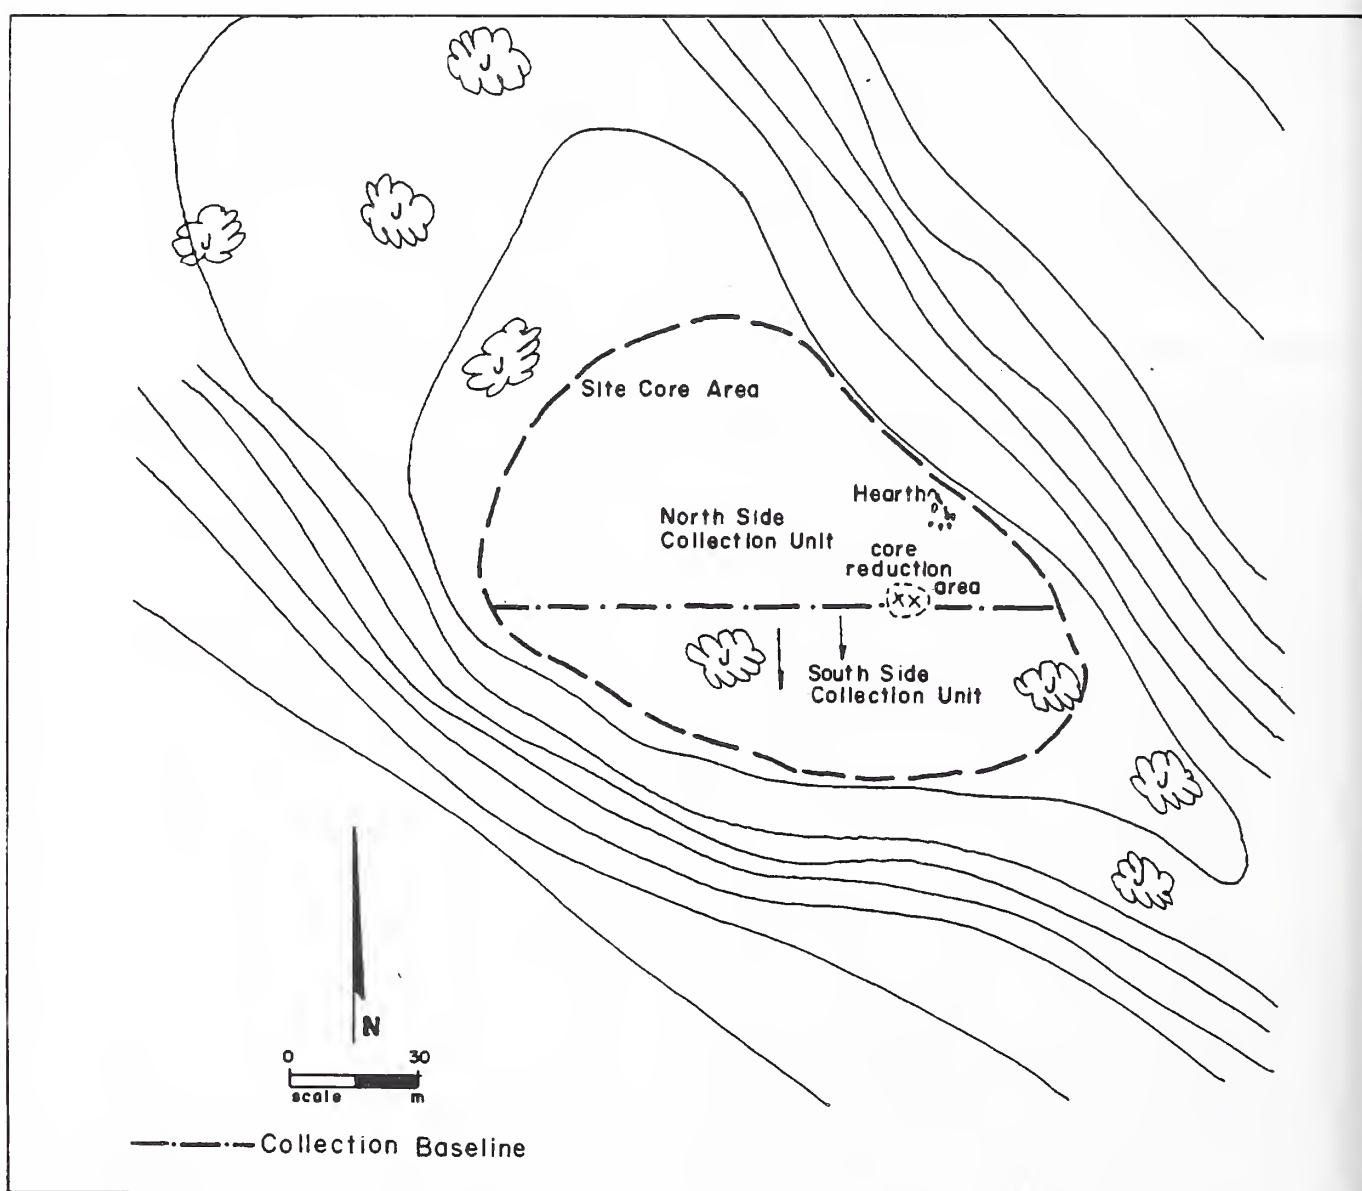 J
J
J
J
Site Core Area
Hearth
North Side
Collection Unit
core
reduction
area
XX
J
South Side
Collection Unit
J
J
J
N
0 30
scale m
Collection Baseline